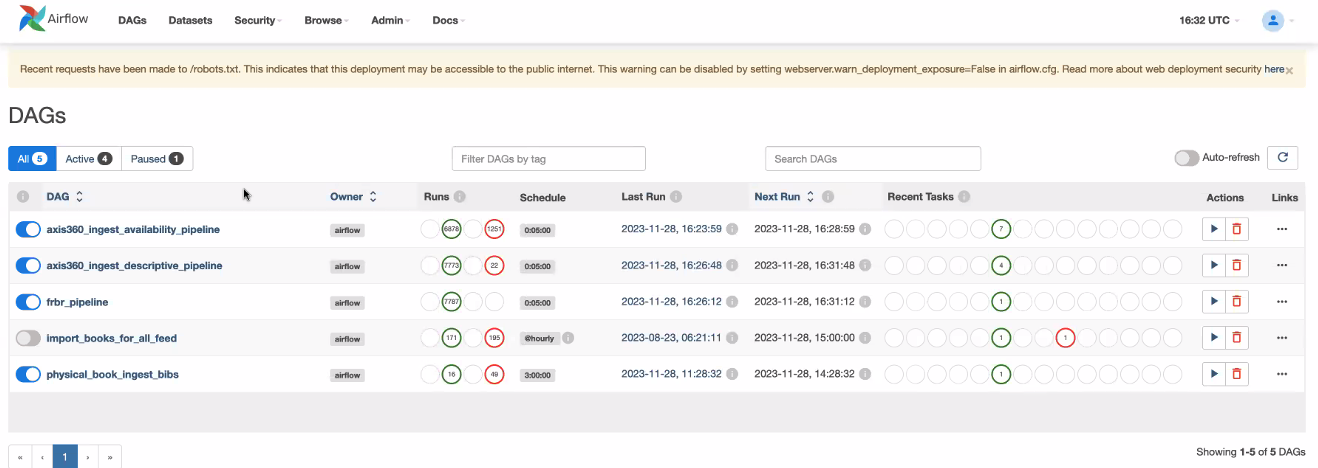 Airflow DAGs Datasets Security Browse Admin Docs 16:32 UTC
Recent requests have been made to /robots.txt. This indicates that this deployment may be accessible to the public internet. This warning can be disabled by setting webserver.warn_deployment_exposure=False in airflow.cfg. Read more about web deployment security here ×
DAGs
All 5 Active 4 Paused 1 Filter DAGs by tag Search DAGs Auto-refresh
DAG Owner Runs Schedule Last Run Next Run Recent Tasks Actions Links
axis360_ingest_availability_pipeline airflow 6878 1251 0:05:00 2023-11-28, 16:23:59 2023-11-28, 16:28:59 7
axis360_ingest_descriptive_pipeline airflow 7773 22 0:05:00 2023-11-28, 16:26:48 2023-11-28, 16:31:48 4
frbr_pipeline airflow 7787 0:05:00 2023-11-28, 16:26:12 2023-11-28, 16:31:12 1
import_books_for_all_feed airflow 171 195 @hourly 2023-08-23, 06:21:11 2023-11-28, 15:00:00 1 1
physical_book_ingest_bibs airflow 16 49 3:00:00 2023-11-28, 11:28:32 2023-11-28, 14:28:32 1
« ‹ 1 › » Showing 1-5 of 5 DAGs